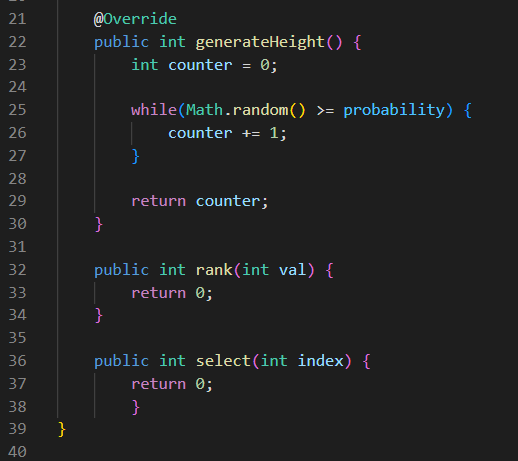 21 @Override
22 public int generateHeight() {
23 int counter = 0;
24
25 while(Math.random() >= probability) {
26 counter += 1;
27 }
28
29 return counter;
30 }
31
32 public int rank(int val) {
33 return 0;
34 }
35
36 public int select(int index) {
37 return 0;
38 }
39 }
40